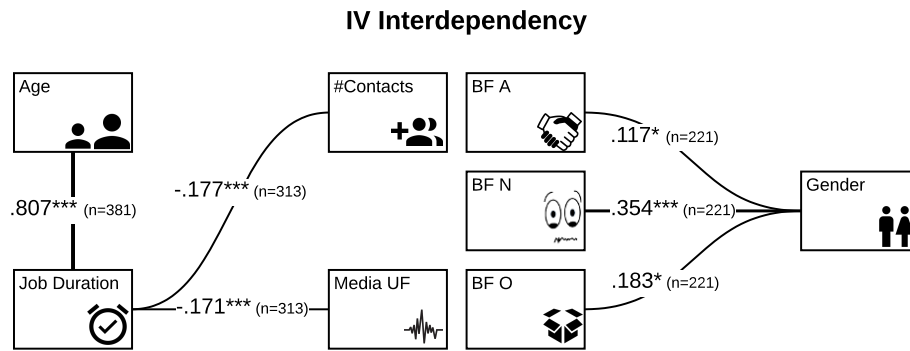 IV Interdependency
Age
#Contacts
BF A
.117* (n=221)
-.177*** (n=313)
BF N
Gender
.807*** (n=381)
.354*** (n=221)
Job Duration
Media UF
BF O
.183* (n=221)
-.171*** (n=313)